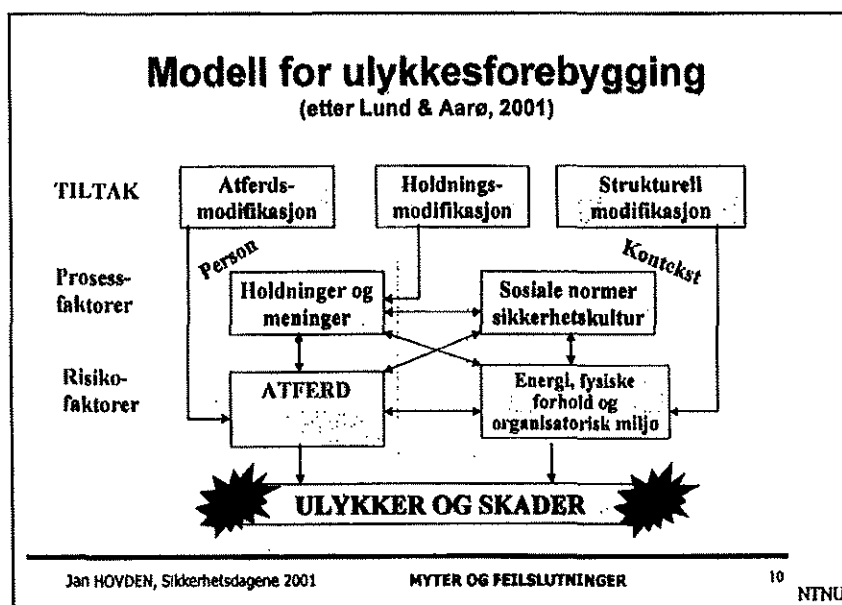 Modell for ulykkesforebygging
(etter Lund & Aarø, 2001)
TILTAK
Atferds-
modifikasjon
Holdnings-
modifikasjon
Strukturell
modifikasjon
Person
Kontekst
Prosess-
faktorer
Holdninger og
meninger
Sosiale normer
sikkerhetskultur
Risiko-
faktorer
ATFERD
Energi, fysiske
forhold og
organisatorisk miljø
ULYKKER OG SKADER
Jan HOVDEN, Sikkerhetsdagene 2001
MYTER OG FEILSLUTNINGER
10
NTNU